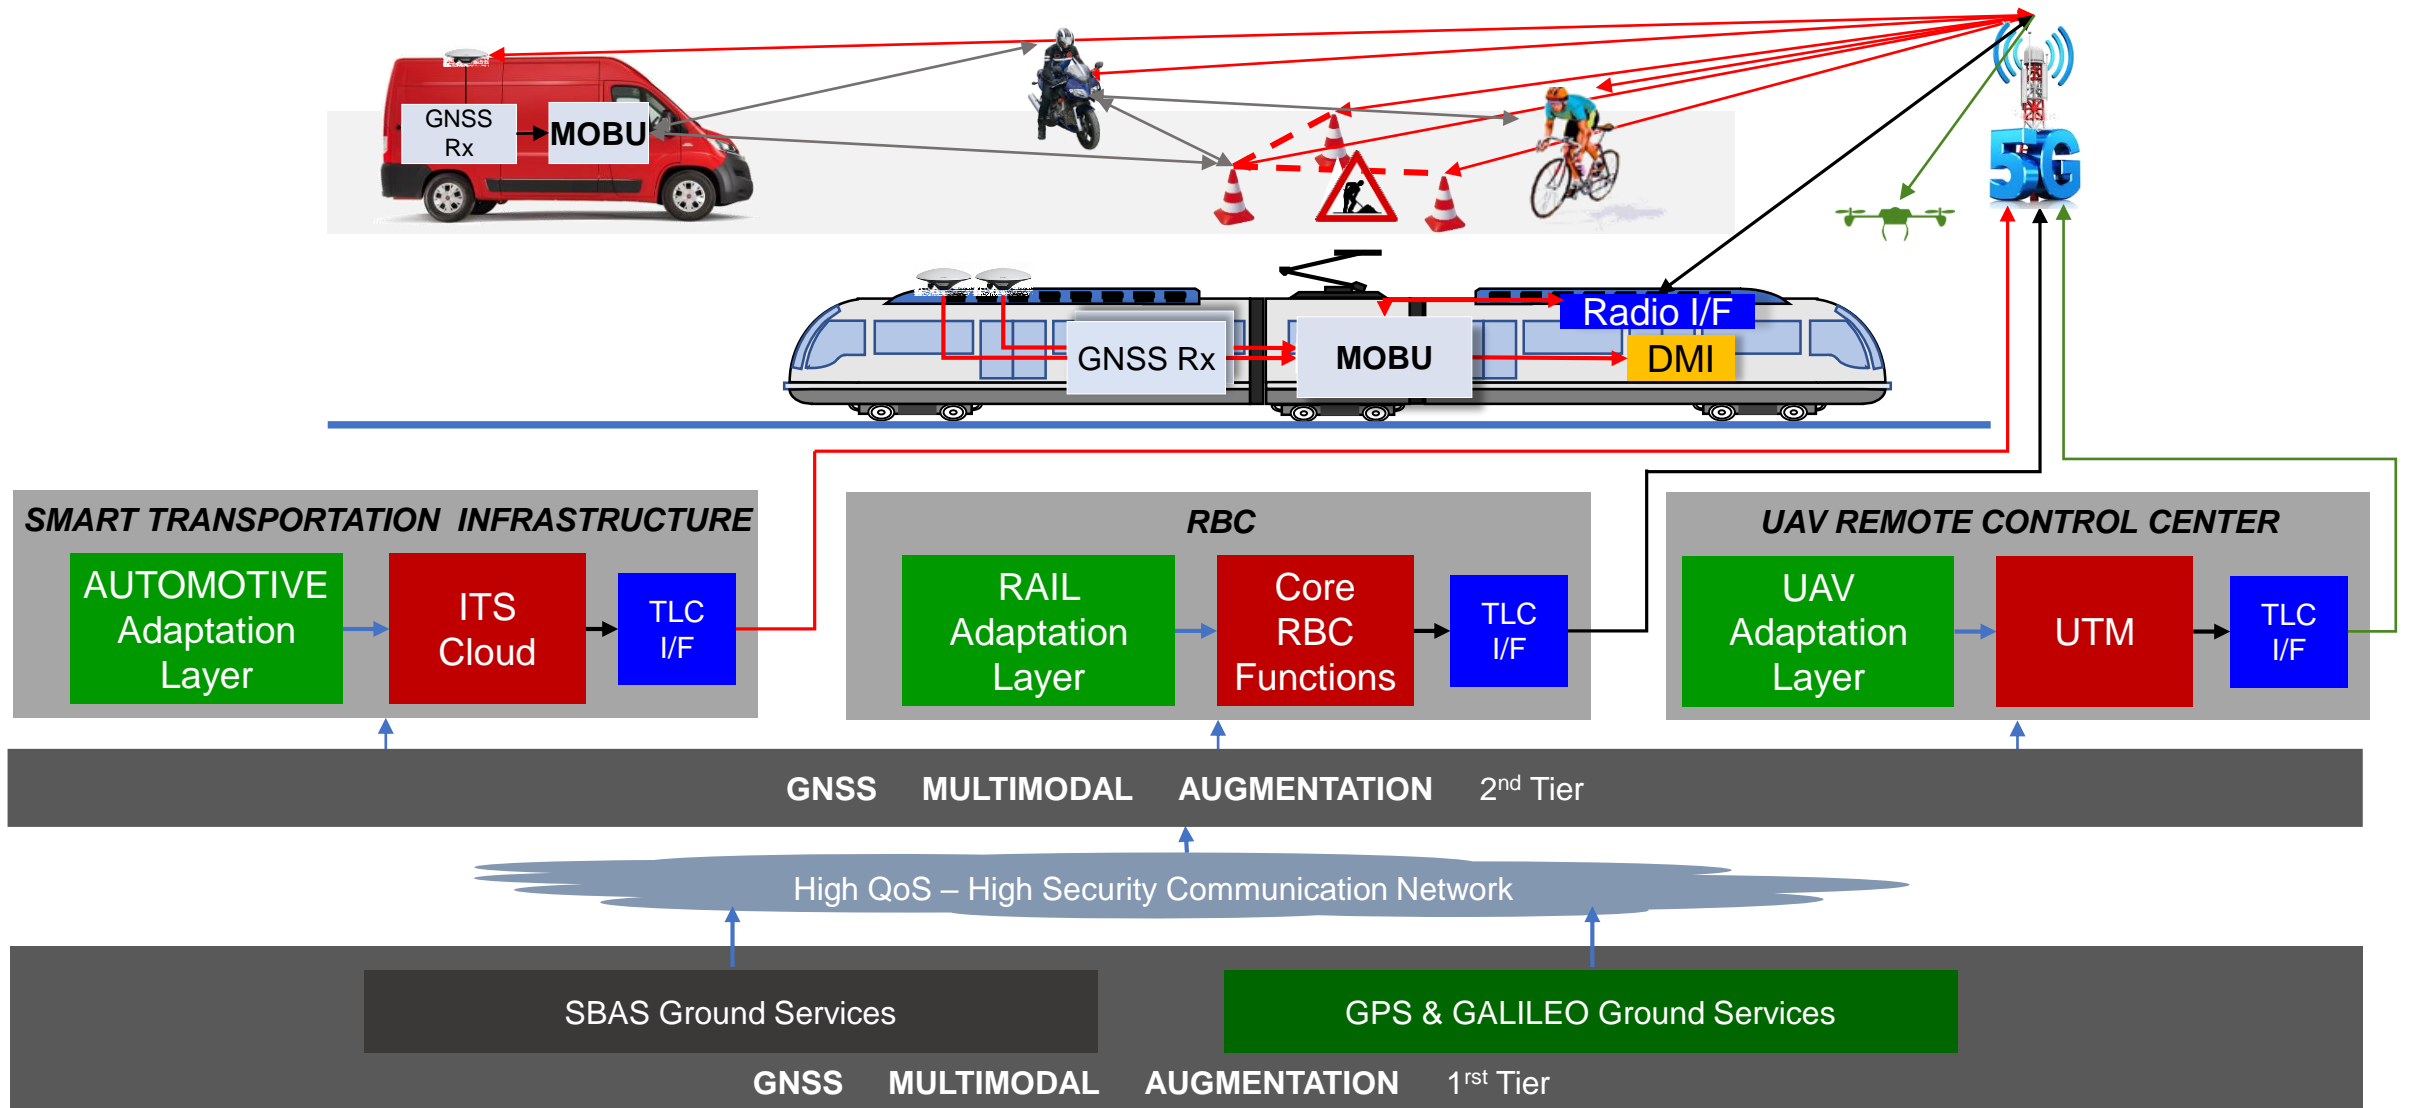 GNSS
Rx
MOBU
5G
Radio I/F
GNSS Rx
MOBU
DMI
SMART TRANSPORTATION INFRASTRUCTURE
AUTOMOTIVE
Adaptation
Layer
ITS
Cloud
TLC
I/F
RBC
RAIL
Adaptation
Layer
Core
RBC
Functions
TLC
I/F
UAV REMOTE CONTROL CENTER
UAV
Adaptation
Layer
UTM
TLC
I/F
GNSS MULTIMODAL AUGMENTATION 2nd Tier
High QoS – High Security Communication Network
SBAS Ground Services
GPS & GALILEO Ground Services
GNSS MULTIMODAL AUGMENTATION 1rst Tier